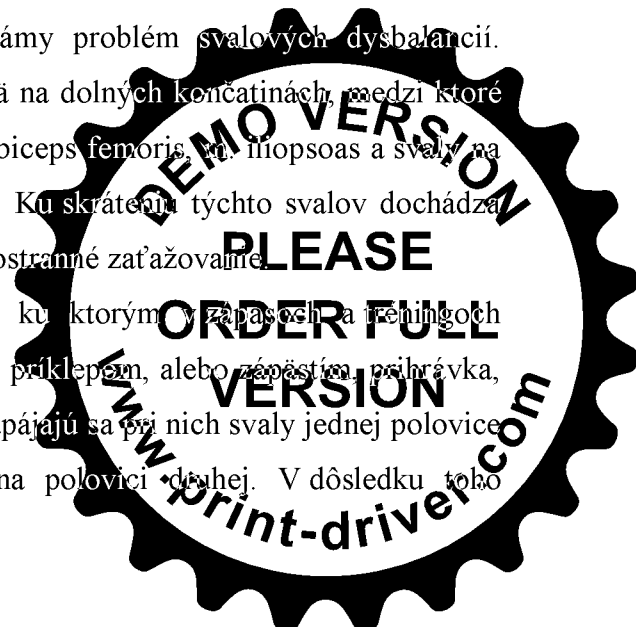 ámy problém svalových dysbalancií.
á na dolných končatinách, medzi ktoré
biceps femoris, m. iliopsoas a svaly na
Ku skráteniu týchto svalov dochádza
ostranné zaťažovanie.
ku ktorým v zápasoch a tréningoch
príklepom, alebo zápästím, prihrávka,
pájajú sa pri nich svaly jednej polovice
na polovici druhej. V dôsledku toho
DEMO VERSION
PLEASE
ORDER FULL
VERSION
www.print-driver.com